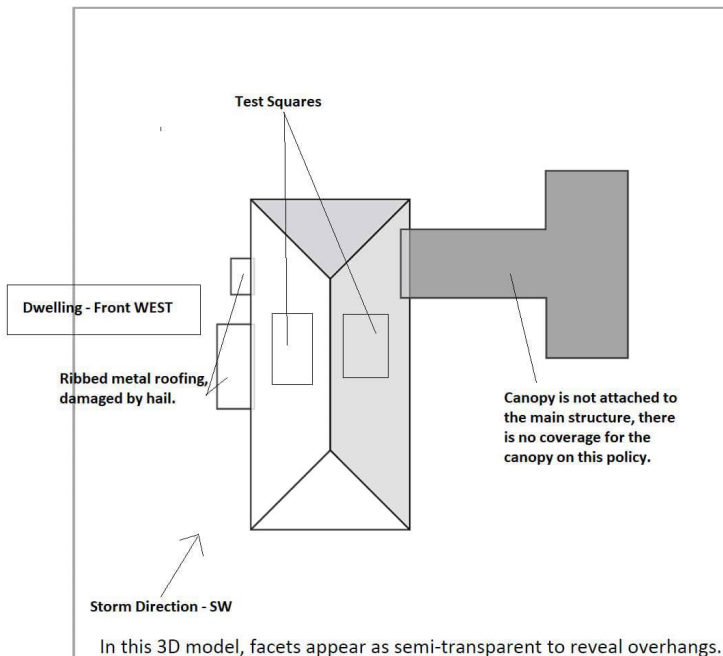 Test Squares
Dwelling - Front WEST
Ribbed metal roofing,
damaged by hail.
Canopy is not attached to
the main structure, there
is no coverage for the
canopy on this policy.
Storm Direction - SW
In this 3D model, facets appear as semi-transparent to reveal overhangs.